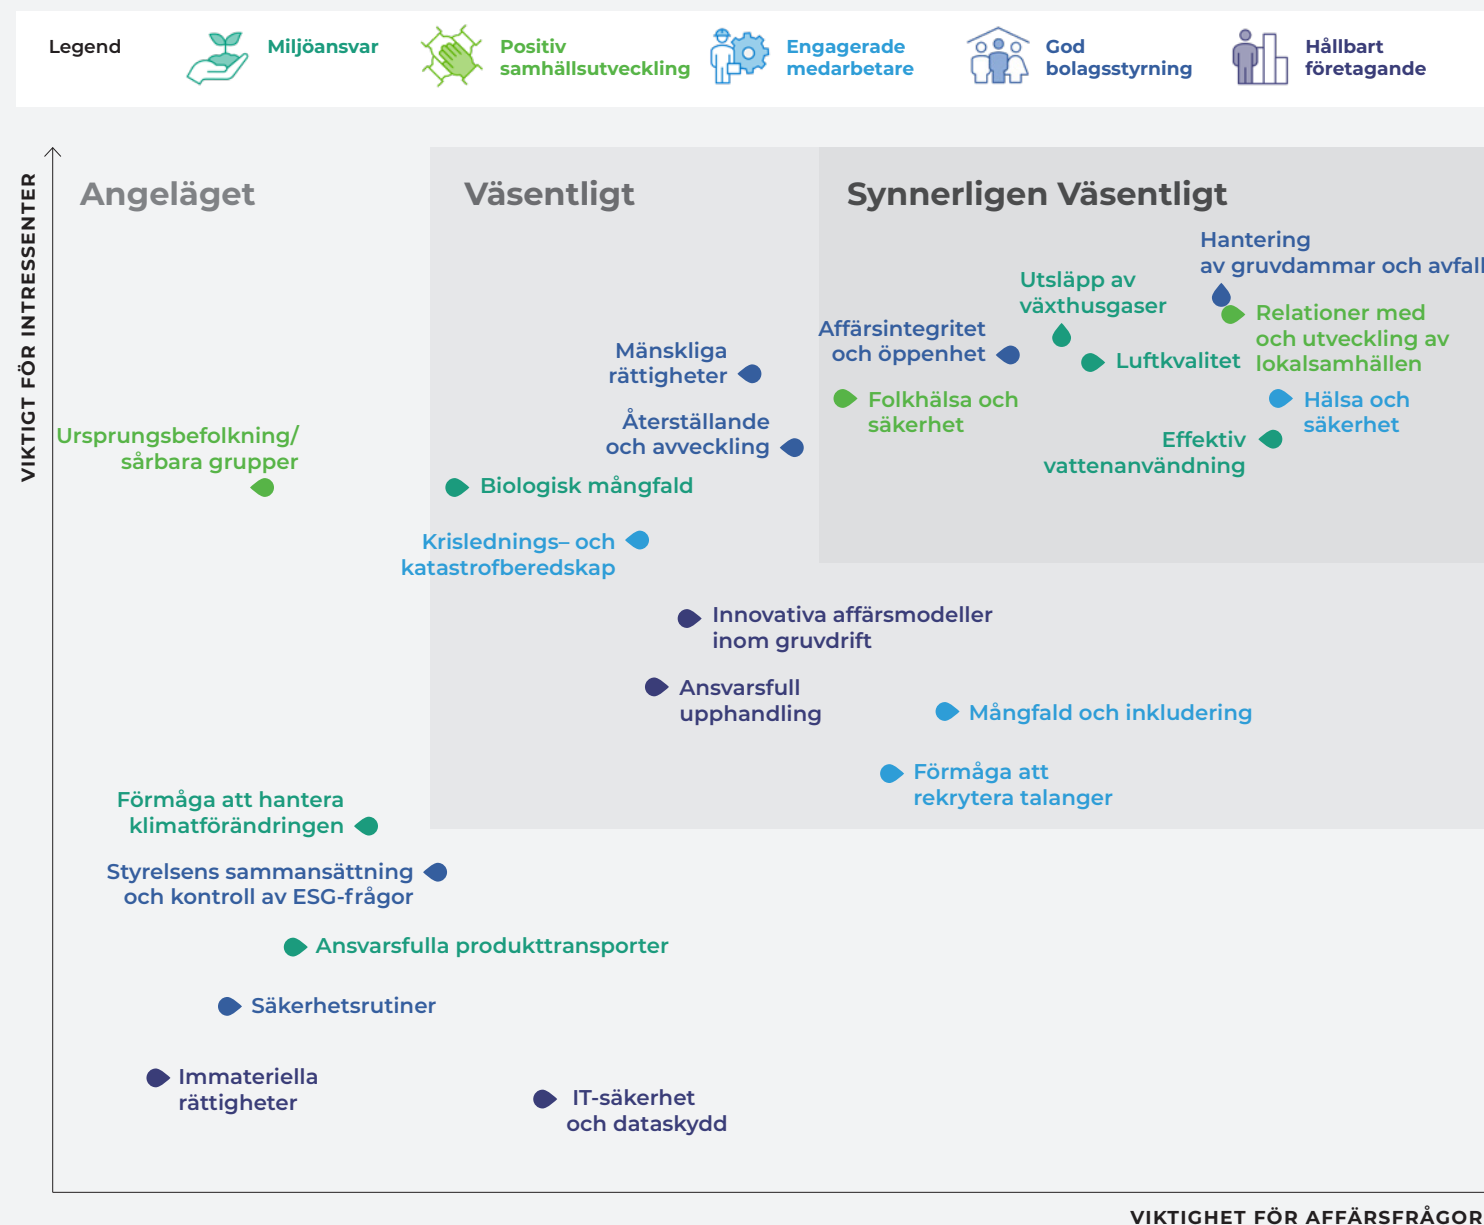 Legend
Miljöansvar
Positiv
samhällsutveckling
Engagerade
medarbetare
God
bolagsstyrning
Hållbart
företagande
VIKTIGT FÖR INTRESSENTER
Angeläget
Väsentligt
Synnerligen Väsentligt
Hantering
av gruvdammar och avfall
Utsläpp av
växthusgaser
Relationer med
och utveckling av
lokalsamhällen
Affärsintegritet
och öppenhet
Luftkvalitet
Mänskliga
rättigheter
Folkhälsa och
säkerhet
Hälsa och
säkerhet
Återställande
och avveckling
Effektiv
vattenanvändning
Ursprungsbefolkning/
sårbara grupper
Biologisk mångfald
Krislednings– och
katastrofberedskap
Innovativa affärsmodeller
inom gruvdrift
Ansvarsfull
upphandling
Mångfald och inkludering
Förmåga att
rekrytera talanger
Förmåga att hantera
klimatförändringen
Styrelsens sammansättning
och kontroll av ESG-frågor
Ansvarsfulla produkttransporter
Säkerhetsrutiner
Immateriella
rättigheter
IT-säkerhet
och dataskydd
VIKTIGHET FÖR AFFÄRSFRÅGOR